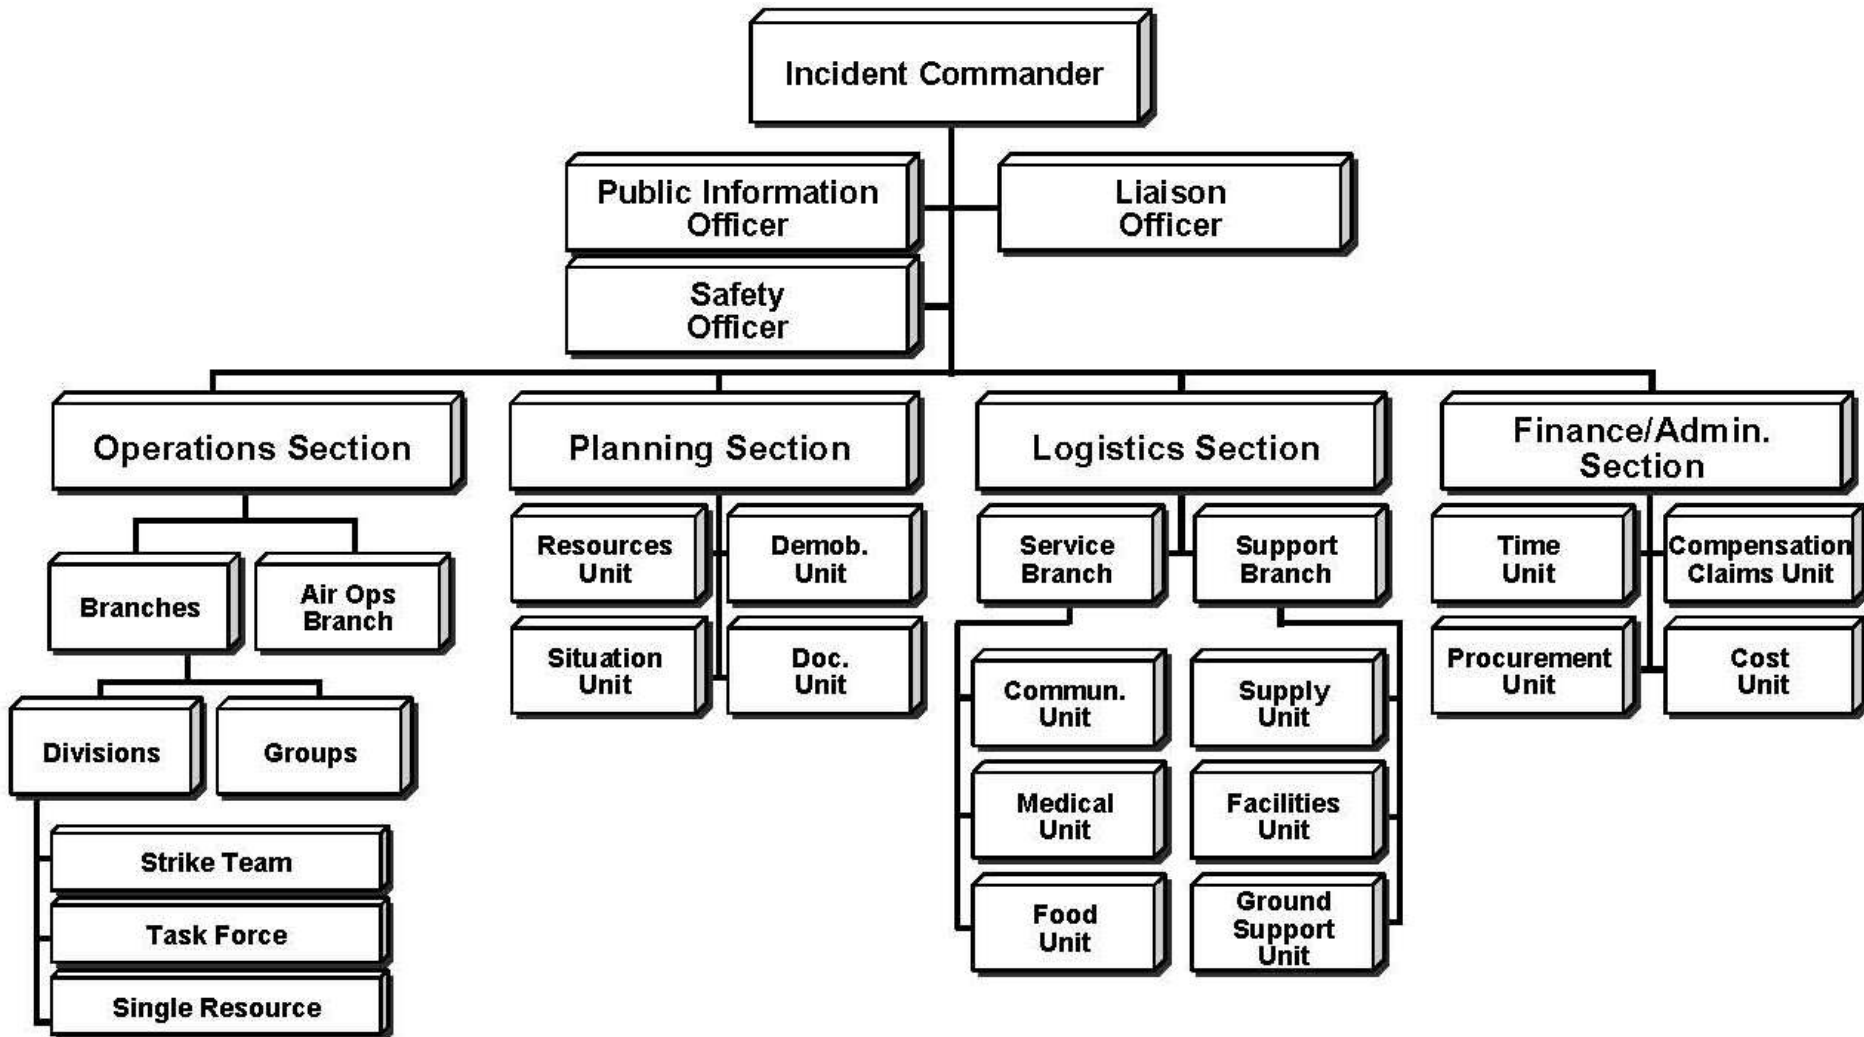 Incident Commander
Public Information
Officer
Liaison
Officer
Safety
Officer
Operations Section
Planning Section
Logistics Section
Finance/Admin.
Section
Branches
Air Ops
Branch
Divisions
Groups
Strike Team
Task Force
Single Resource
Resources
Unit
Demob.
Unit
Situation
Unit
Doc.
Unit
Service
Branch
Support
Branch
Commun.
Unit
Supply
Unit
Medical
Unit
Facilities
Unit
Food
Unit
Ground
Support
Unit
Time
Unit
Compensation
Claims Unit
Procurement
Unit
Cost
Unit